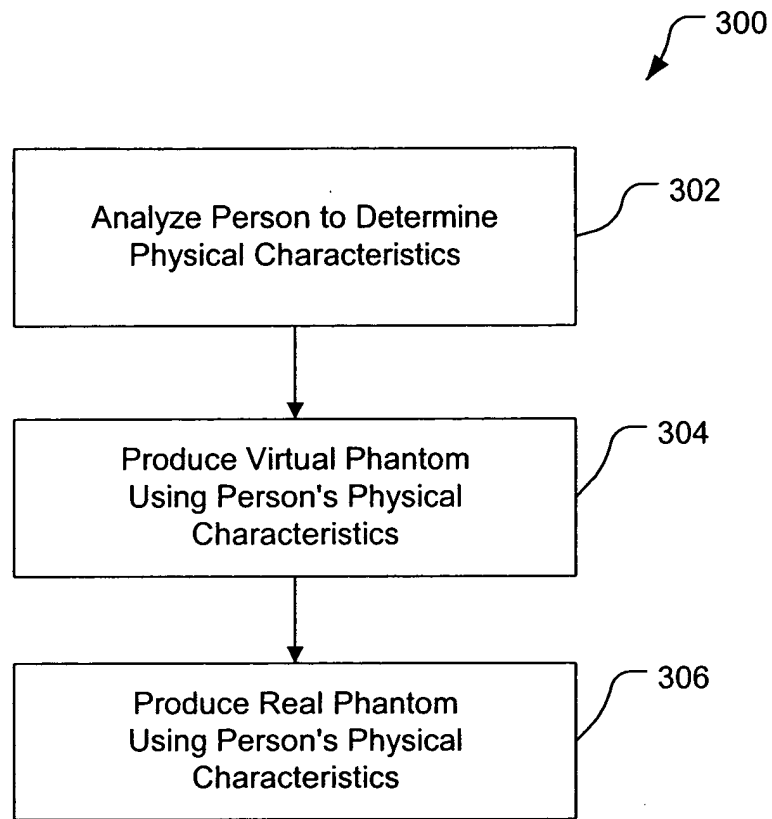 300
Analyze Person to Determine
Physical Characteristics
302
Produce Virtual Phantom
Using Person's Physical
Characteristics
304
Produce Real Phantom
Using Person's Physical
Characteristics
306